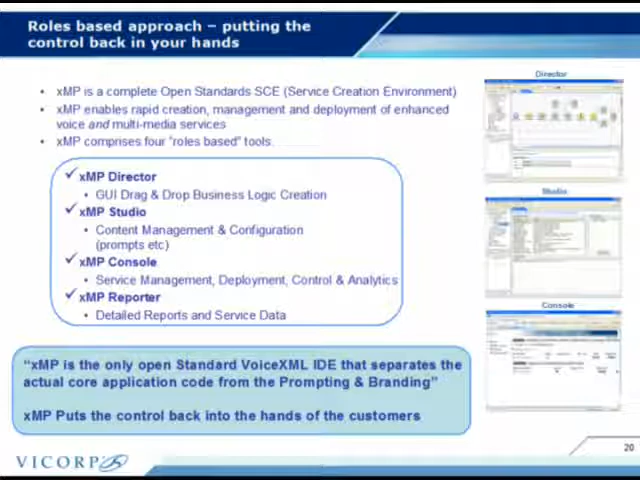 Roles based approach – putting the
control back in your hands
• xMP is a complete Open Standards SCE (Service Creation Environment)
• xMP enables rapid creation, management and deployment of enhanced
voice and multi-media services
• xMP comprises four “roles based” tools.
✓xMP Director
• GUI Drag & Drop Business Logic Creation
✓xMP Studio
• Content Management & Configuration
(prompts etc)
✓xMP Console
• Service Management, Deployment, Control & Analytics
✓xMP Reporter
• Detailed Reports and Service Data
Director
Studio
Console
“xMP is the only open Standard VoiceXML IDE that separates the
actual core application code from the Prompting & Branding”
xMP Puts the control back into the hands of the customers
20
VICORP